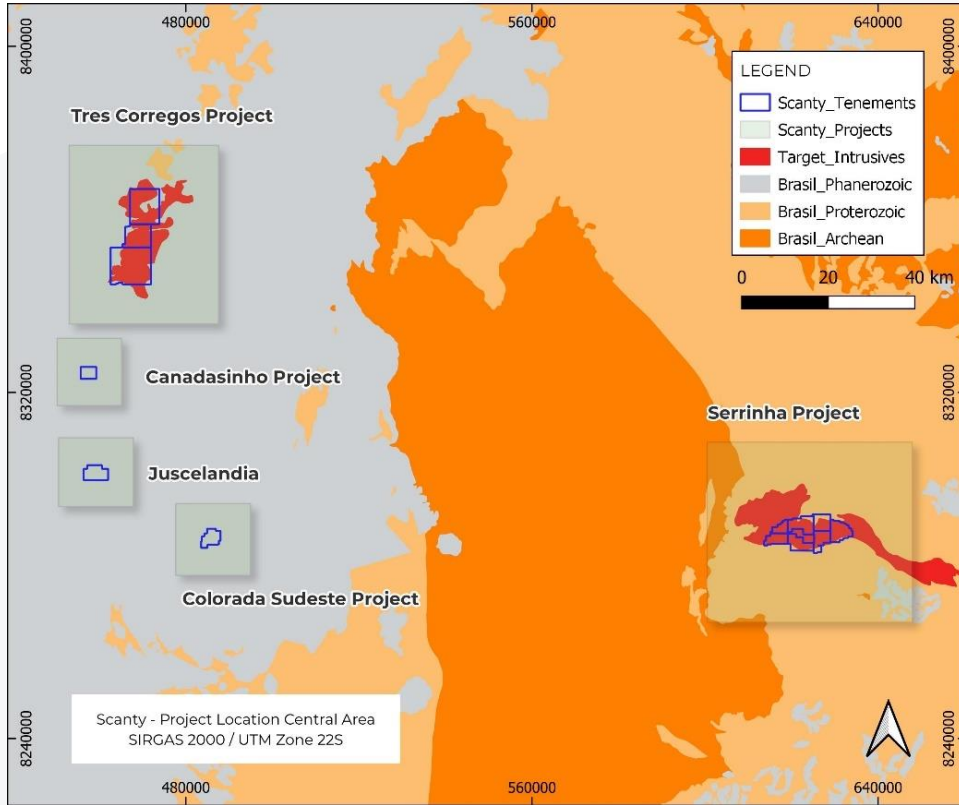 480000
560000
640000
8400000
8400000
LEGEND
Scanty_Tenements
Scanty_Projects
Target_Intrusives
Brasil_Phanerozoic
Brasil_Proterozoic
Brasil_Archean
0 20 40 km
Tres Corregos Project
Canadasinho Project
8320000
8320000
Serrinha Project
Juscelandia
Colorada Sudeste Project
Scanty - Project Location Central Area
SIRGAS 2000 / UTM Zone 22S
8240000
8240000
480000
560000
640000